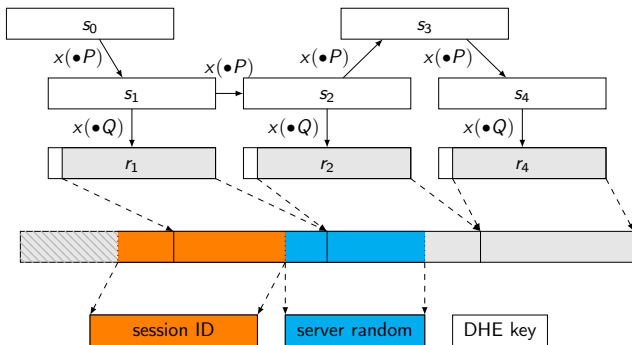 s0
s3
x(•P)
x(•P)
x(•P)
x(•P)
s1
s2
s4
x(•Q)
x(•Q)
x(•Q)
r1
r2
r4
session ID
server random
DHE key